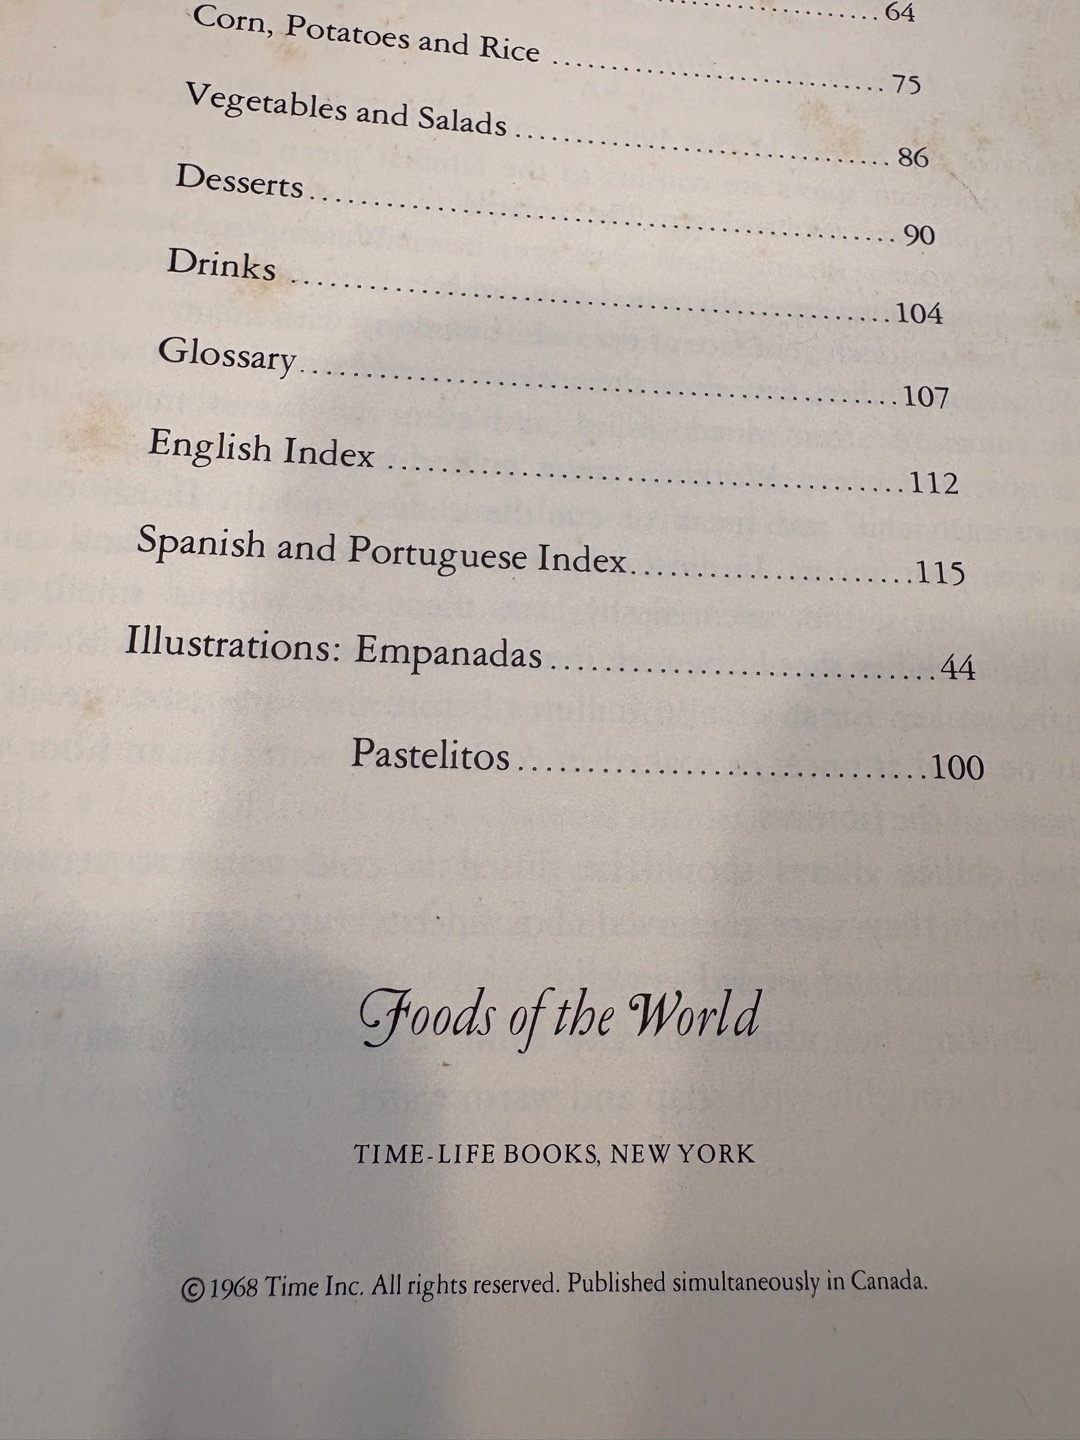 64
Corn, Potatoes and Rice 75
Vegetables and Salads 86
Desserts 90
Drinks 104
Glossary 107
English Index 112
Spanish and Portuguese Index 115
Illustrations: Empanadas 44
Pastelitos 100
Foods of the World
TIME-LIFE BOOKS, NEW YORK
© 1968 Time Inc. All rights reserved. Published simultaneously in Canada.